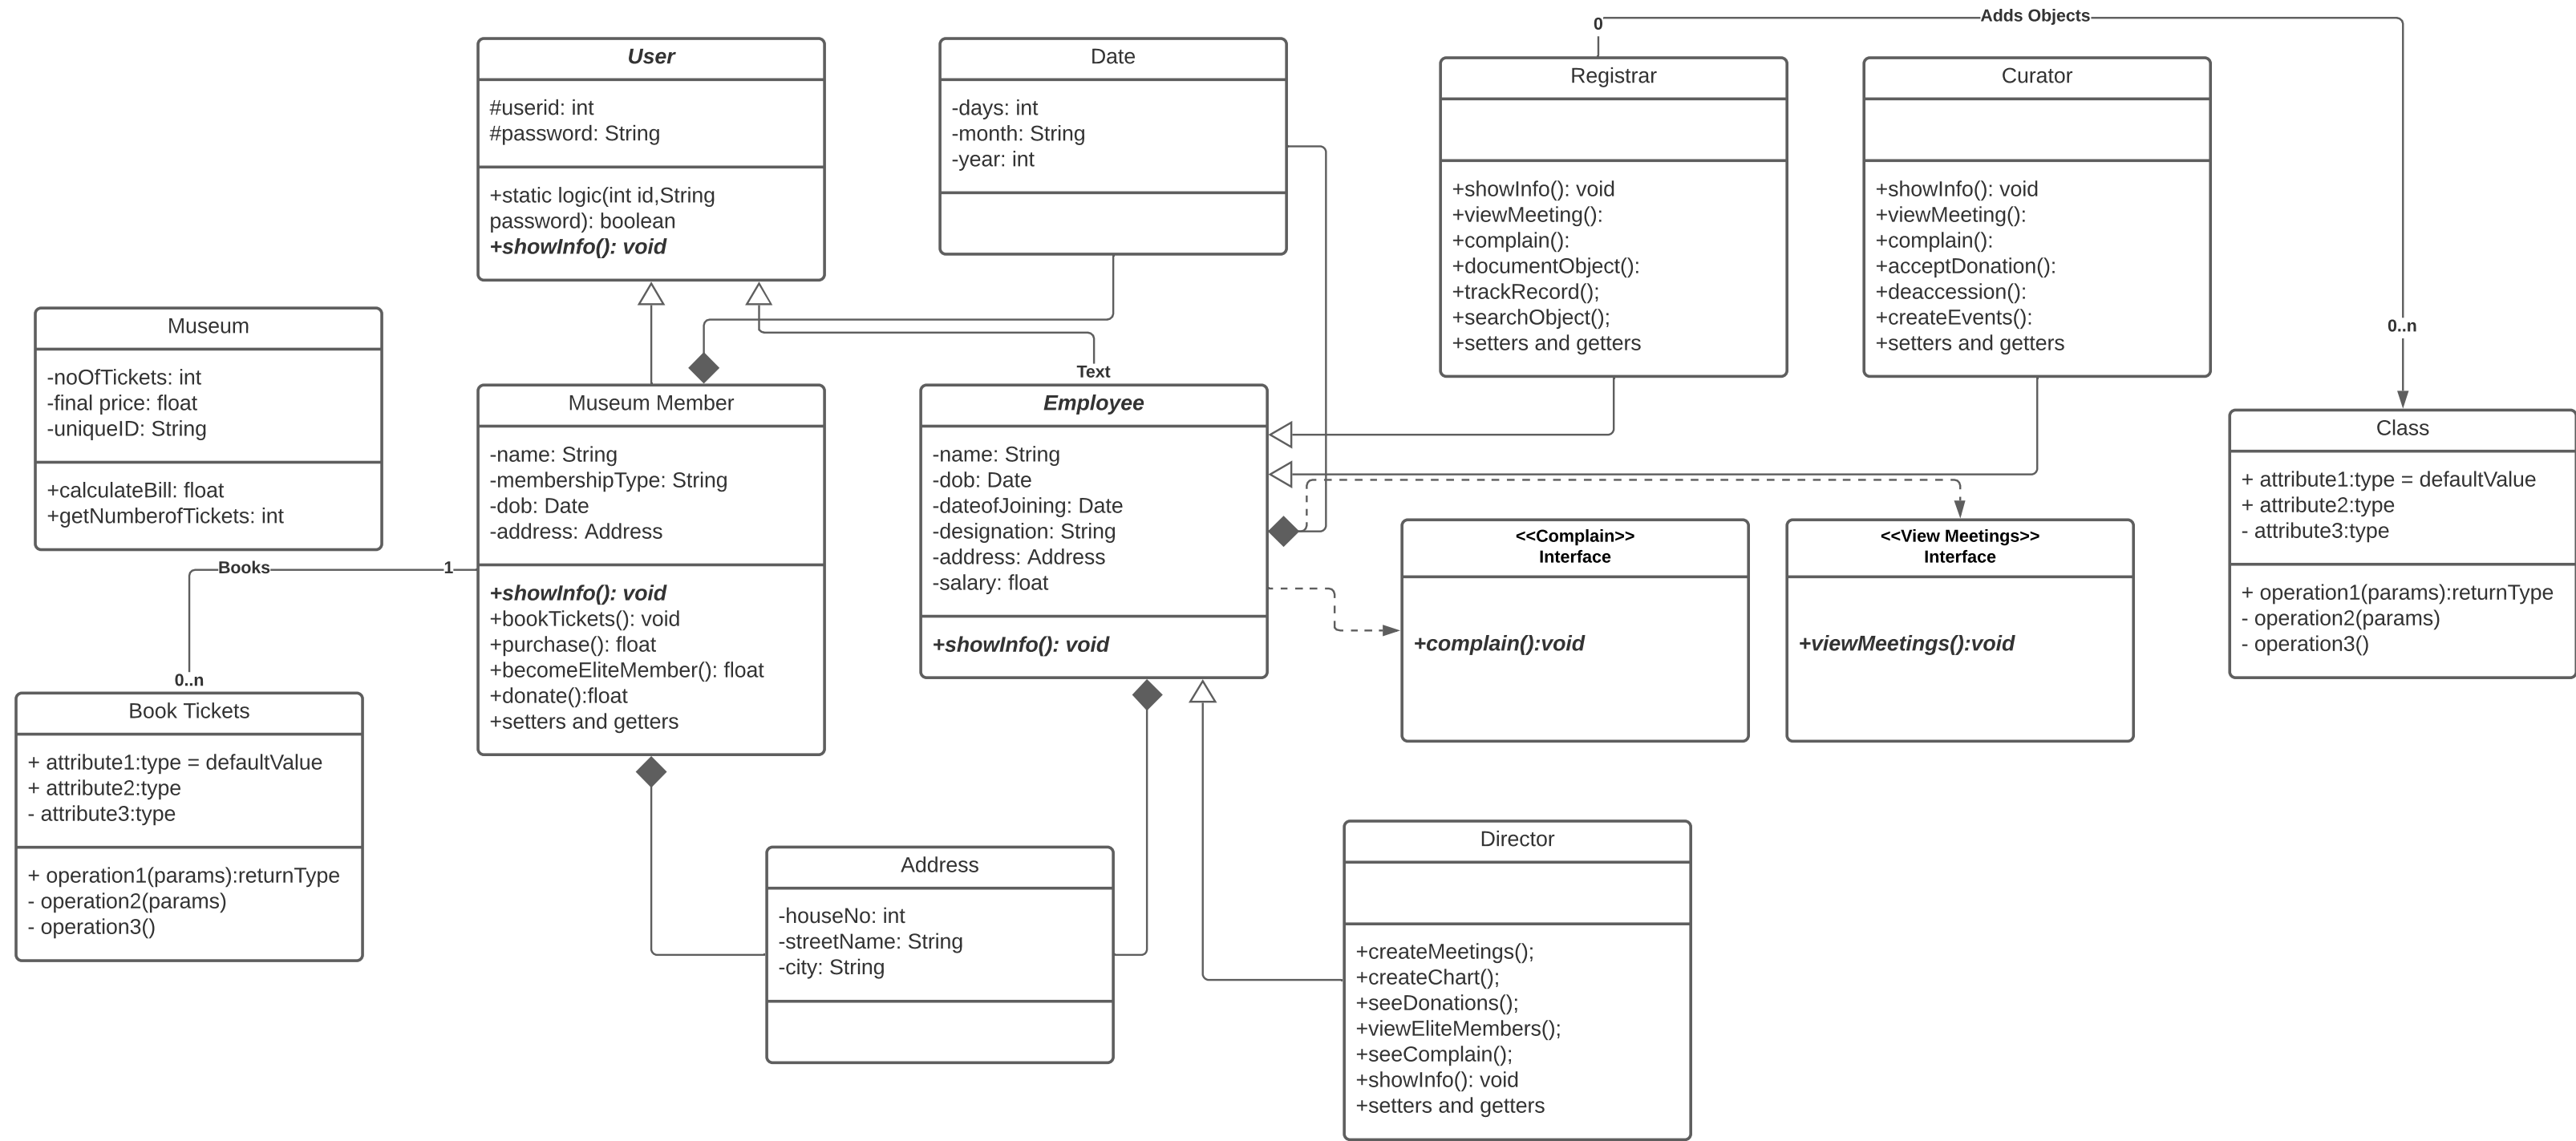 0
Adds Objects
0..n
User
#userid: int
#password: String
+static logic(int id,String
password): boolean
+showInfo(): void
Date
-days: int
-month: String
-year: int
Registrar
+showInfo(): void
+viewMeeting():
+complain():
+documentObject():
+trackRecord();
+searchObject();
+setters and getters
Curator
+showInfo(): void
+viewMeeting():
+complain():
+acceptDonation():
+deaccession():
+createEvents():
+setters and getters
Museum
-noOfTickets: int
-final price: float
-uniqueID: String
+calculateBill: float
+getNumberofTickets: int
Museum Member
-name: String
-membershipType: String
-dob: Date
-address: Address
+showInfo(): void
+bookTickets(): void
+purchase(): float
+becomeEliteMember(): float
+donate():float
+setters and getters
Text
Employee
-name: String
-dob: Date
-dateofJoining: Date
-designation: String
-address: Address
-salary: float
+showInfo(): void
<<Complain>>
Interface
+complain():void
<<View Meetings>>
Interface
+viewMeetings():void
Class
+ attribute1:type = defaultValue
+ attribute2:type
- attribute3:type
+ operation1(params):returnType
- operation2(params)
- operation3()
Books
1
0..n
Book Tickets
+ attribute1:type = defaultValue
+ attribute2:type
- attribute3:type
+ operation1(params):returnType
- operation2(params)
- operation3()
Address
-houseNo: int
-streetName: String
-city: String
Director
+createMeetings();
+createChart();
+seeDonations();
+viewEliteMembers();
+seeComplain();
+showInfo(): void
+setters and getters